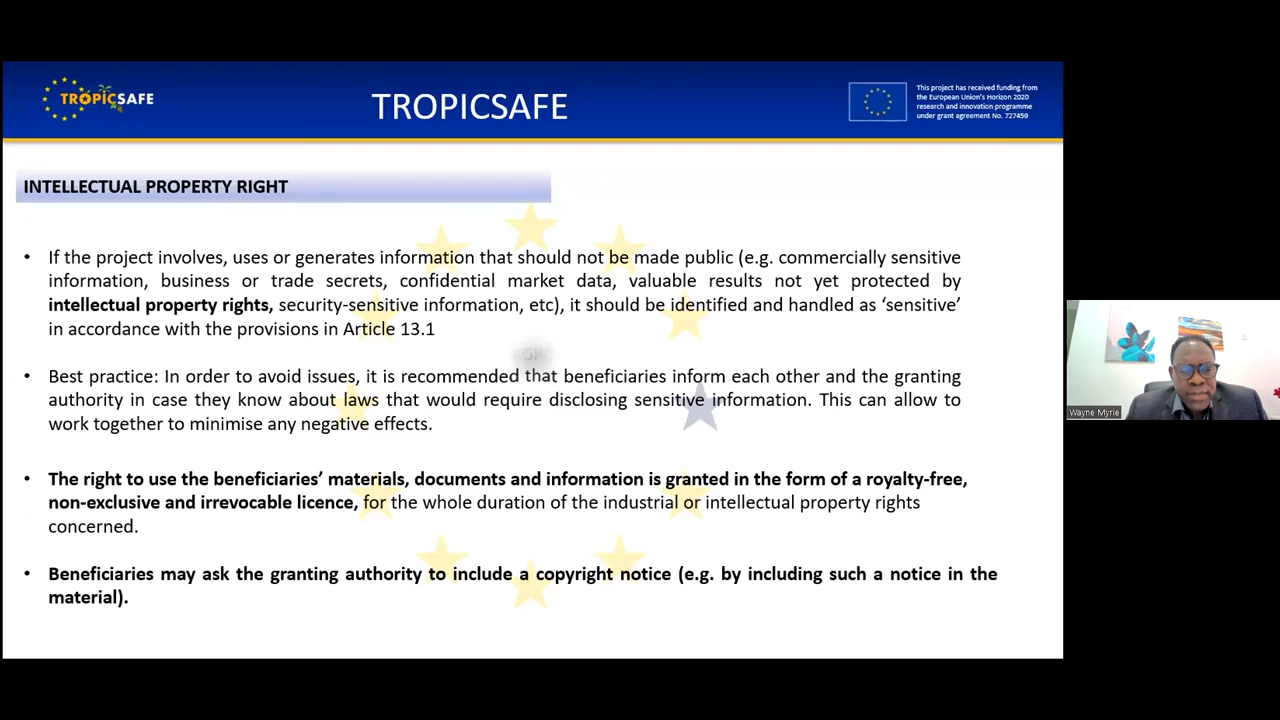 TROPICSAFE
TROPICSAFE
This project has received funding from
the European Union's Horizon 2020
research and innovation programme
under grant agreement No. 727459
INTELLECTUAL PROPERTY RIGHT
• If the project involves, uses or generates information that should not be made public (e.g. commercially sensitive
information, business or trade secrets, confidential market data, valuable results not yet protected by
intellectual property rights, security-sensitive information, etc), it should be identified and handled as ‘sensitive’
in accordance with the provisions in Article 13.1
• Best practice: In order to avoid issues, it is recommended that beneficiaries inform each other and the granting
authority in case they know about laws that would require disclosing sensitive information. This can allow to
work together to minimise any negative effects.
• The right to use the beneficiaries’ materials, documents and information is granted in the form of a royalty-free,
non-exclusive and irrevocable licence, for the whole duration of the industrial or intellectual property rights
concerned.
• Beneficiaries may ask the granting authority to include a copyright notice (e.g. by including such a notice in the
material).
Wayne Myrie